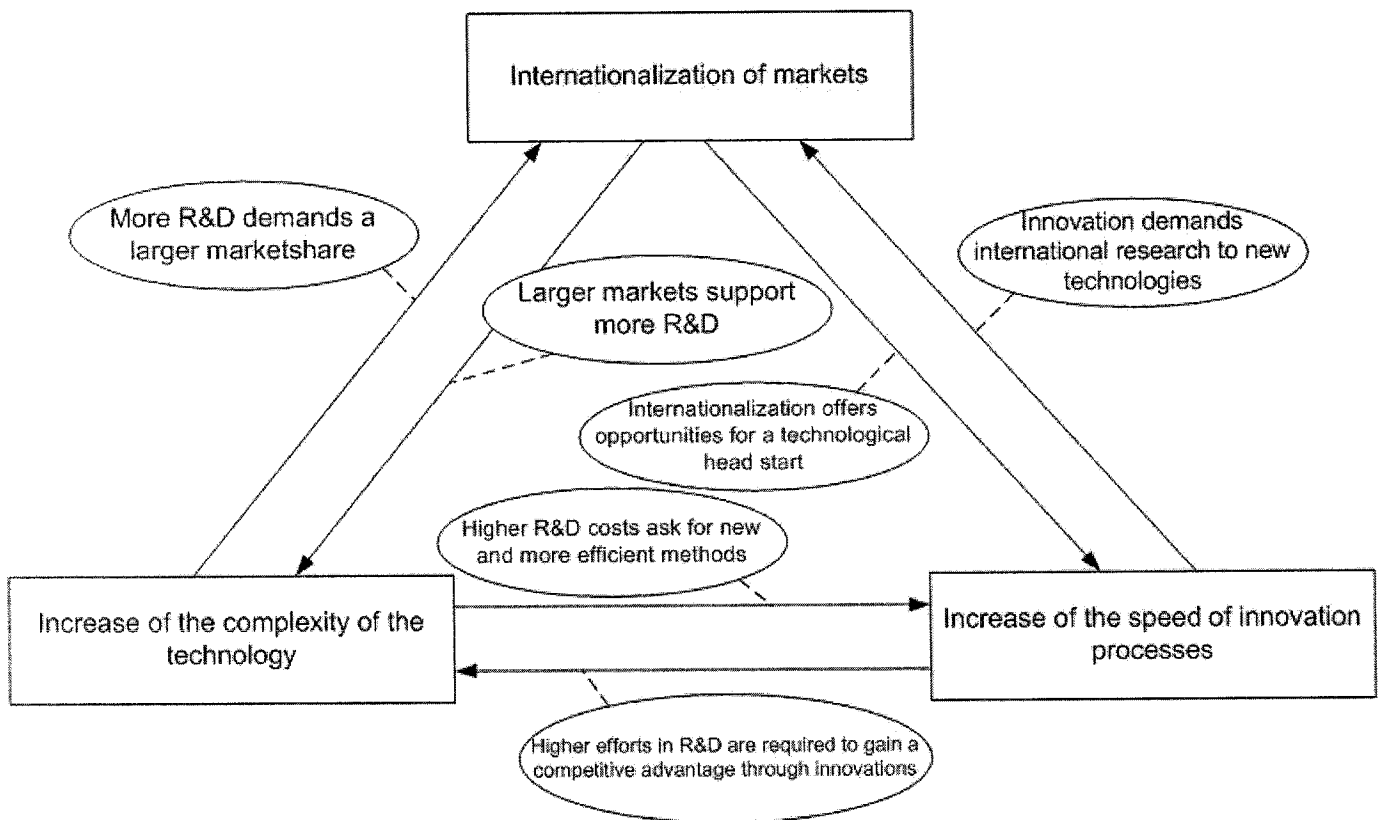 Internationalization of markets
More R&D demands a
larger marketshare
Innovation demands
international research to new
technologies
Larger markets support
more R&D
Internationalization offers
opportunities for a technological
head start
Higher R&D costs ask for new
and more efficient methods
Increase of the complexity of the
technology
Increase of the speed of innovation
processes
Higher efforts in R&D are required to gain a
competitive advantage through innovations